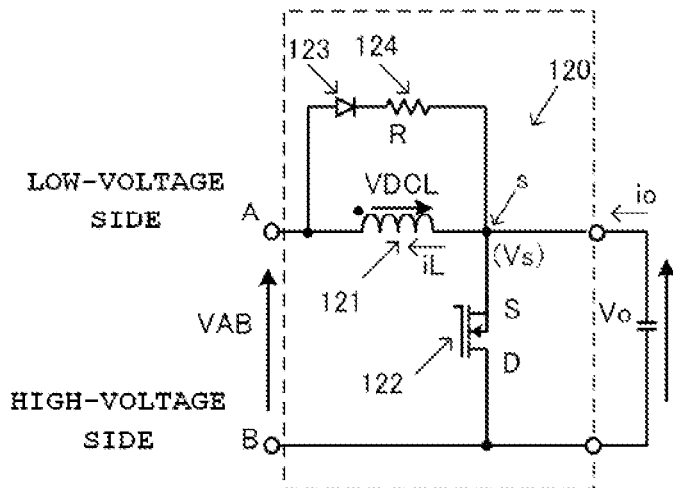 123
124
120
R
LOW-VOLTAGE
SIDE
VDCL
s
io
A
(Vs)
iL
121
VAB
S
Vo
122
D
HIGH-VOLTAGE
SIDE
B